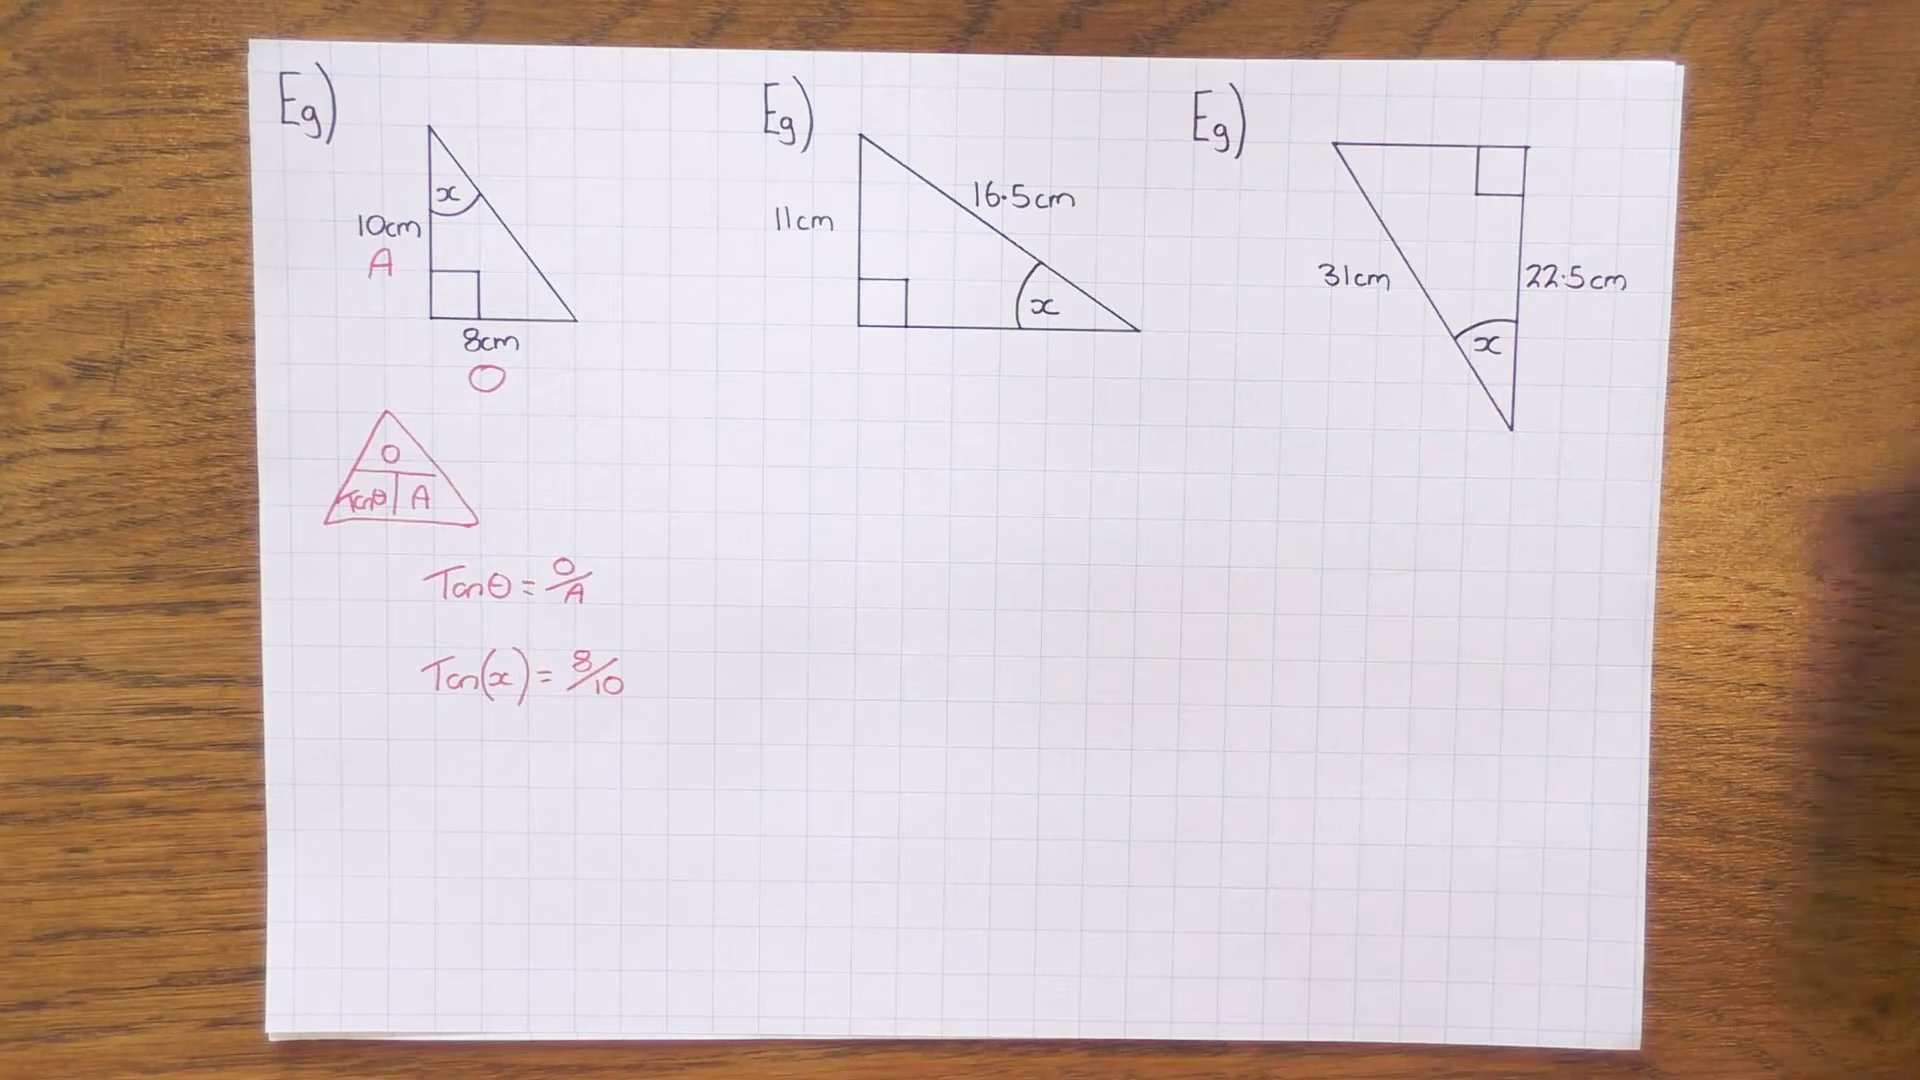 Eg)
x
10cm
A
8cm
O
O
Tanθ A
Tanθ = O/A
Tan(x) = 8/10
Eg)
16.5cm
11cm
x
Eg)
31cm
22.5cm
x